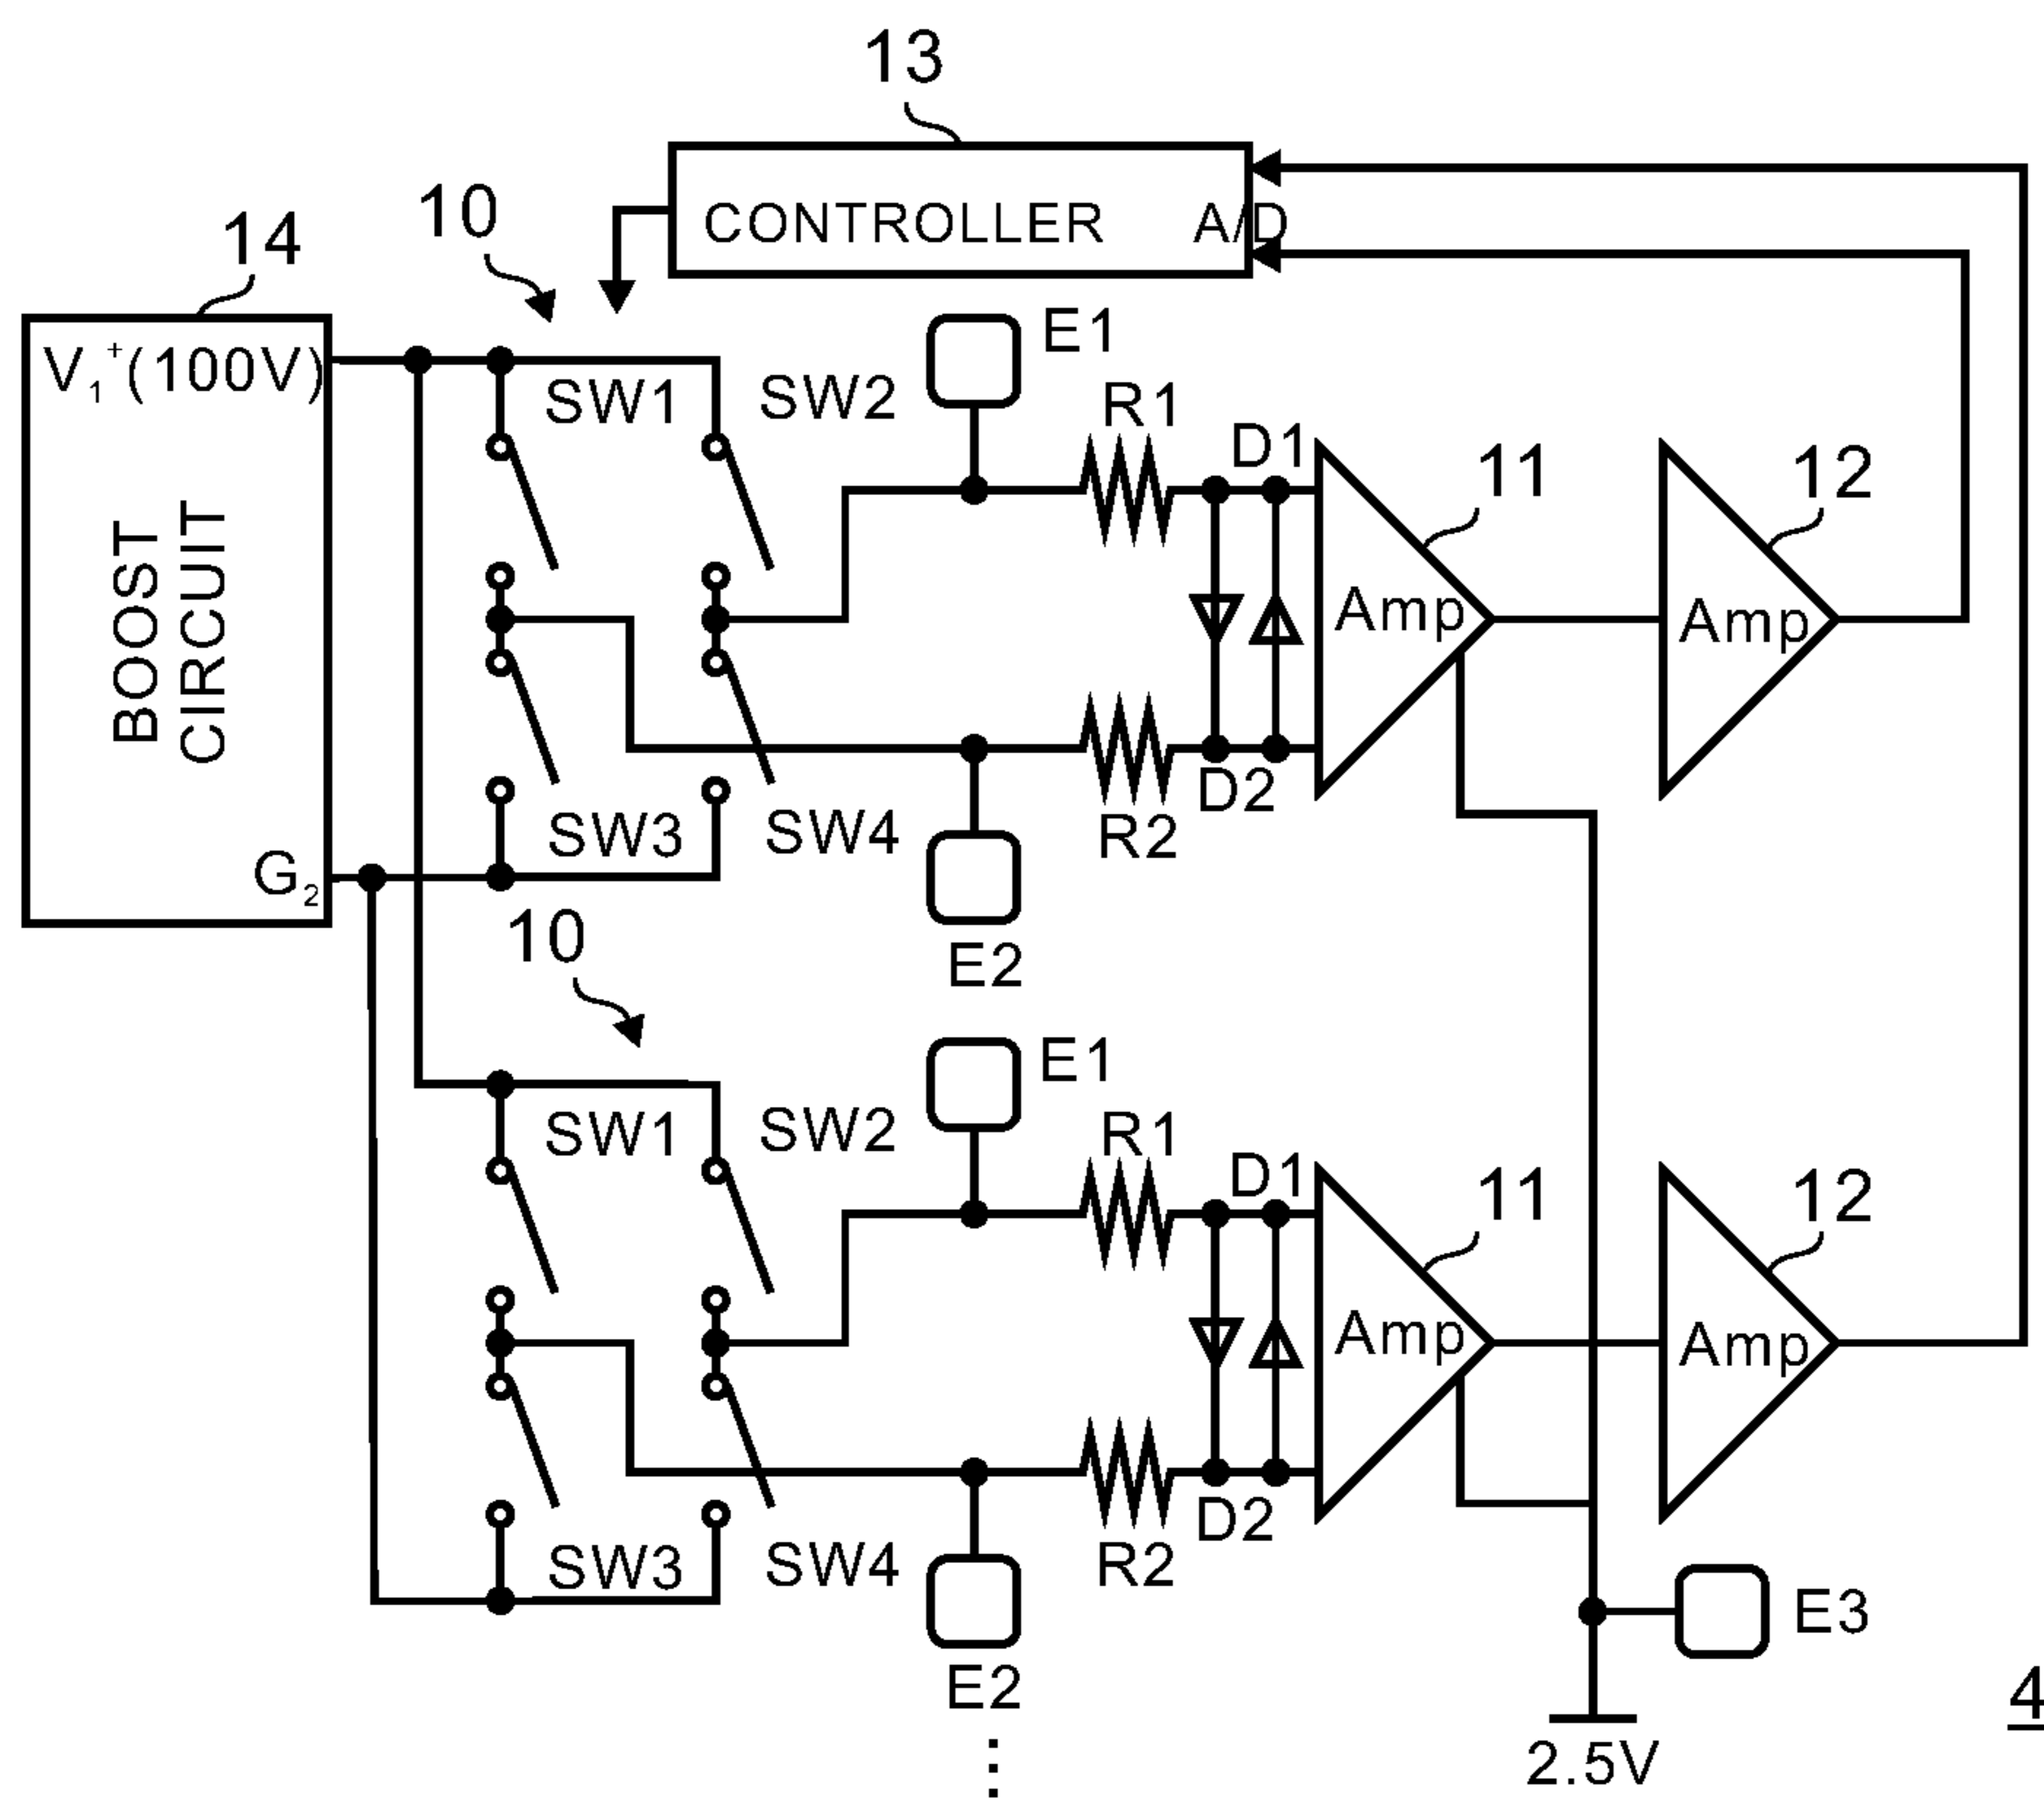 13
10
14
CONTROLLER A/D
V₁⁺(100V)
E1
SW1
SW2
R1
D1
11
12
BOOST
CIRCUIT
Amp
Amp
D2
SW3
SW4
R2
G₂
10
E2
E1
SW1
SW2
R1
D1
11
12
Amp
Amp
D2
SW3
SW4
R2
E3
E2
4
2.5V